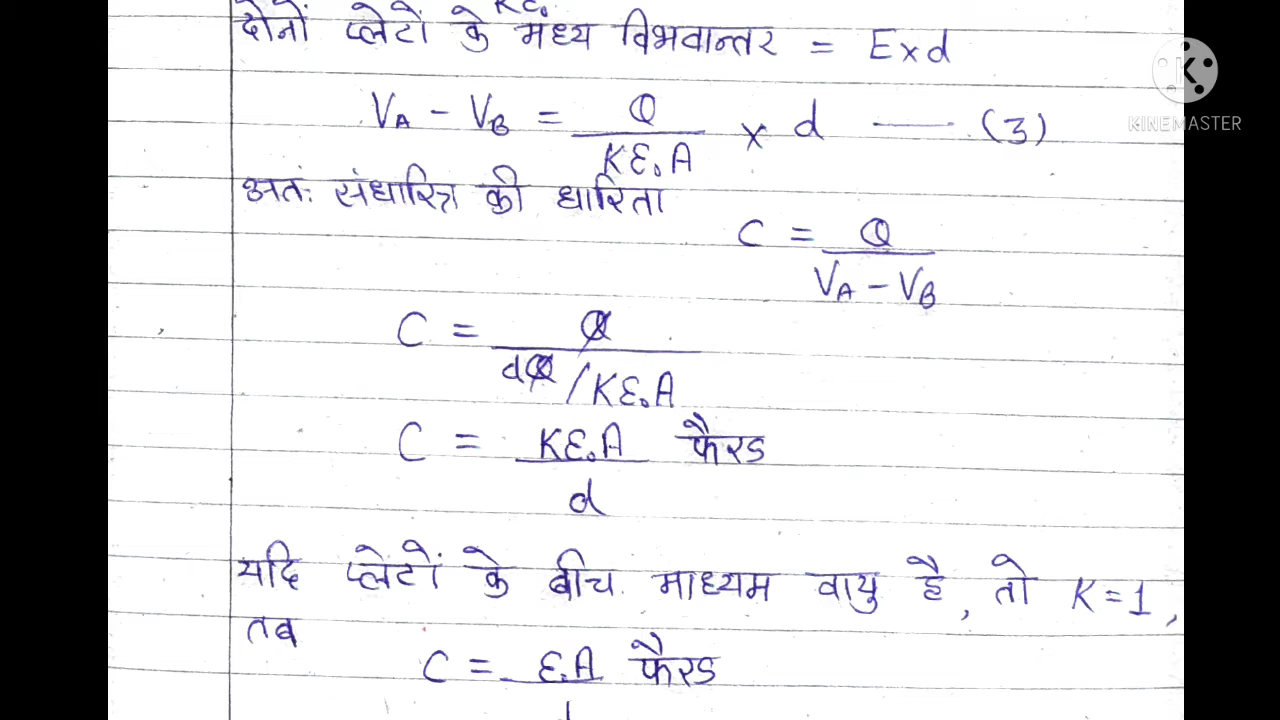 Kε₀
दोनों प्लेटों के मध्य विभवान्तर = E×d
V_A - V_B = Q / Kε₀A × d —— (3)
अतः संधारित्र की धारिता
C = Q / V_A - V_B
C = Q / dQ/Kε₀A
C = Kε₀A / d फैरड
यदि प्लेटों के बीच माध्यम वायु है, तो K=1,
तब
C = ε₀A / d फैरड
KINEMASTER